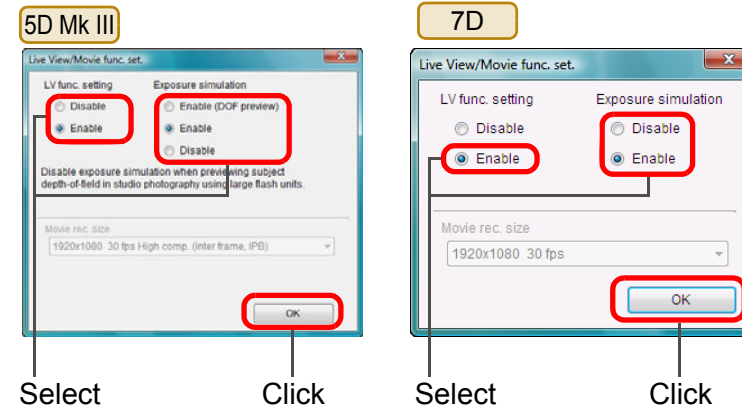 5D Mk III
Live View/Movie func. set.
LV func. setting
Exposure simulation
Disable
Enable
Enable (DOF preview)
Enable
Disable
Disable exposure simulation when previewing subject
depth-of-field in studio photography using large flash units.
Movie rec. size
1920x1080 30 fps High comp. (inter frame, IPB)
OK
Select
Click
7D
Live View/Movie func. set.
LV func. setting
Exposure simulation
Disable
Enable
Disable
Enable
Movie rec. size
1920x1080 30 fps
OK
Select
Click